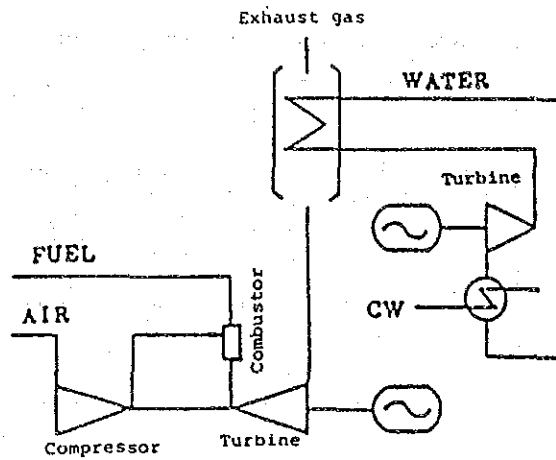 Exhaust gas
WATER
Turbine
FUEL
AIR
Combustor
CW
Compressor
Turbine